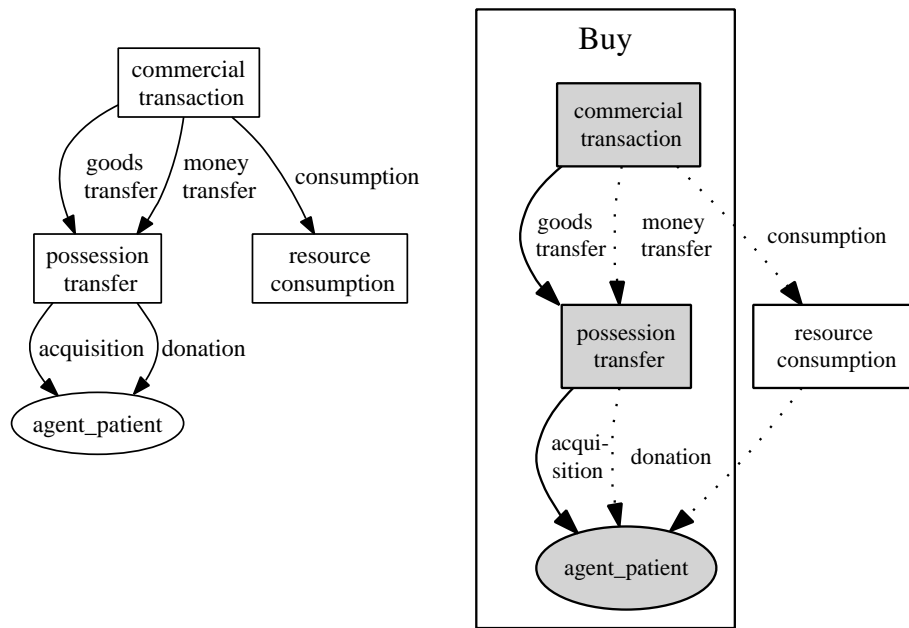 commercial
transaction
goods
transfer
money
transfer
consumption
possession
transfer
resource
consumption
acquisition
donation
agent_patient
Buy
commercial
transaction
goods
transfer
money
transfer
consumption
possession
transfer
resource
consumption
acqui-
sition
donation
agent_patient